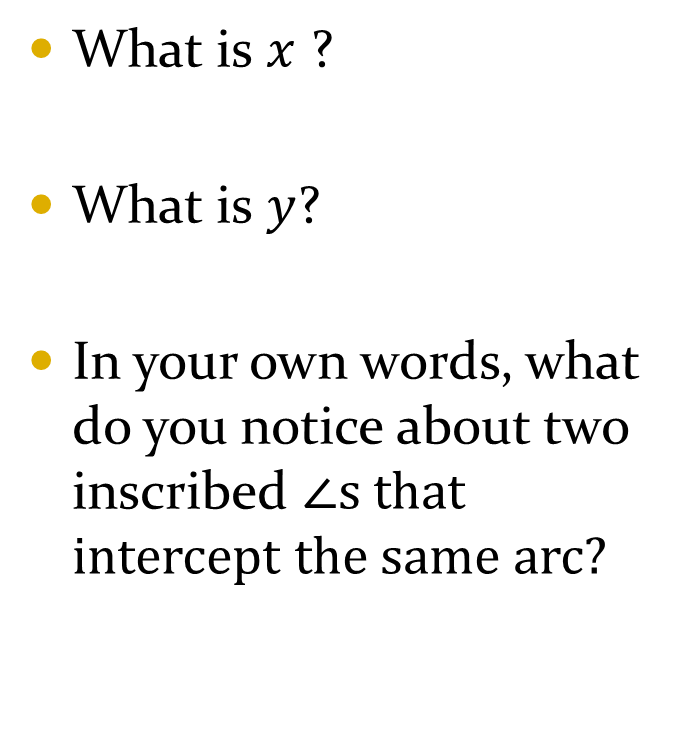 • What is x ?
• What is y?
• In your own words, what
do you notice about two
inscribed ∠s that
intercept the same arc?